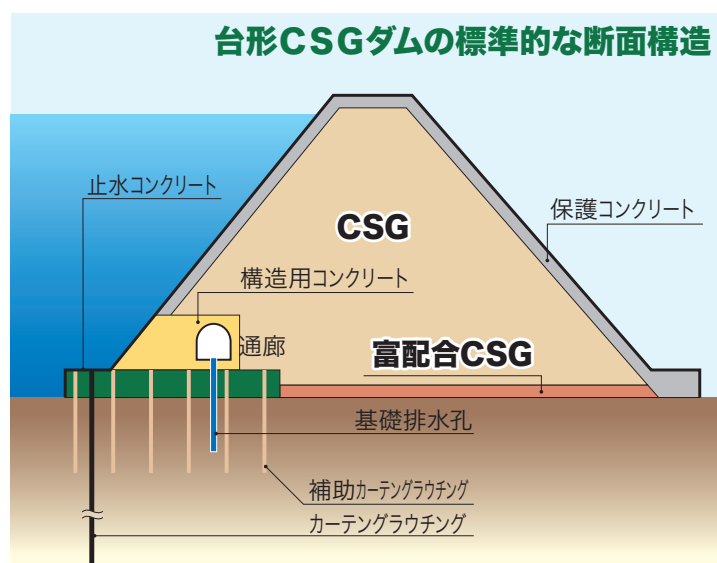 台形CSGダムの標準的な断面構造
止水コンクリート
保護コンクリート
CSG
構造用コンクリート
通廊
富配合CSG
基礎排水孔
補助カーテングラウチング
カーテングラウチング